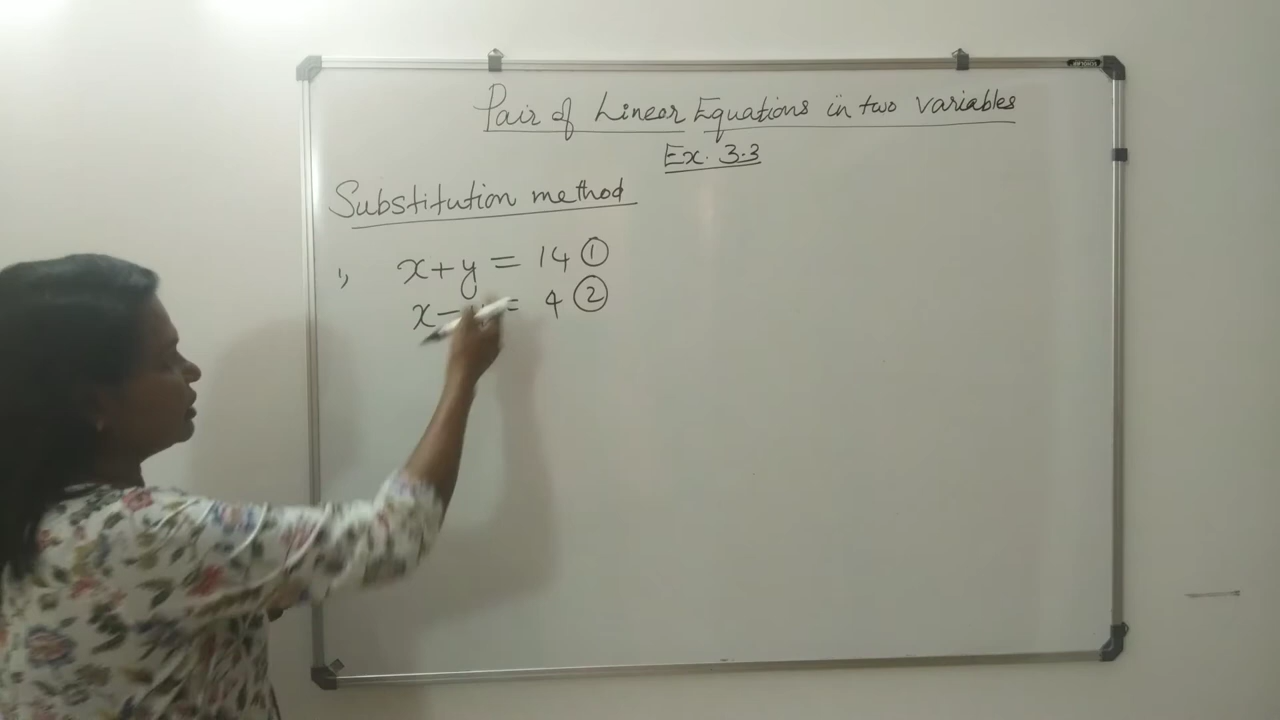 Pair of Linear Equations in two variables
Ex. 3.3
Substitution method
1, x+y = 14 ①
x- = 4 ②